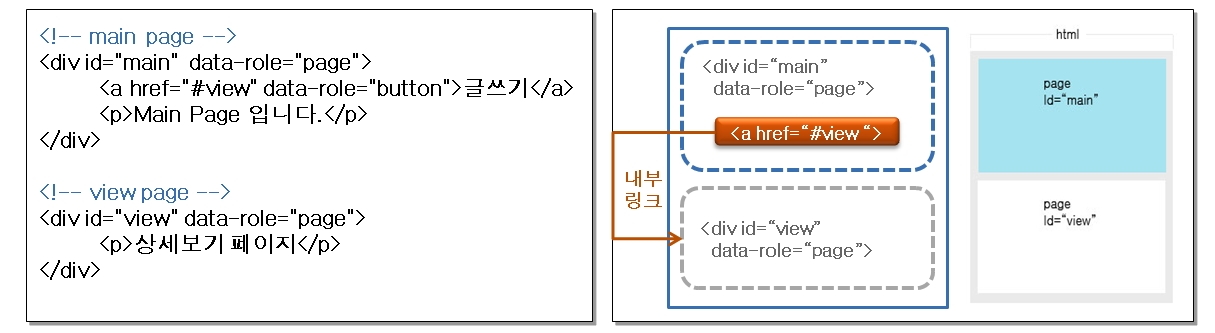 <!-- main page -->
<div id="main" data-role="page">
<a href="#view" data-role="button">글쓰기</a>
<p>Main Page 입니다.</p>
</div>
<!-- view page -->
<div id="view" data-role="page">
<p>상세보기 페이지</p>
</div>
<div id=“main”
data-role=“page”>
<a href=“#view “>
내부
링크
<div id=“view”
data-role=“page”>
html
page
Id=“main”
page
Id=“view”